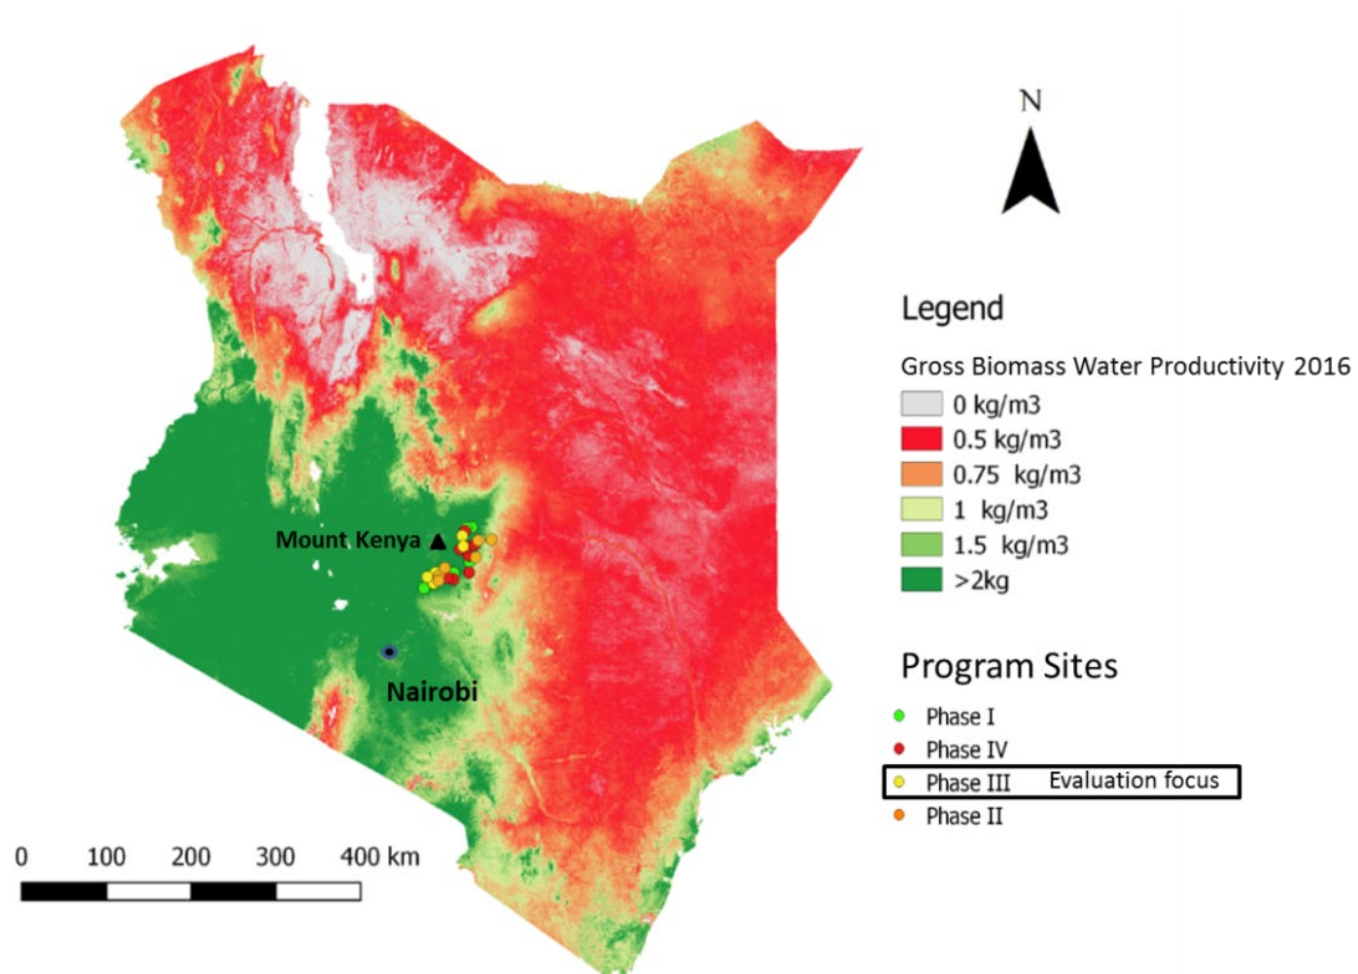 N
Legend
Gross Biomass Water Productivity 2016
0 kg/m3
0.5 kg/m3
0.75 kg/m3
1 kg/m3
1.5 kg/m3
>2kg
Mount Kenya
Nairobi
Program Sites
Phase I
Phase IV
Phase III Evaluation focus
Phase II
0 100 200 300 400 km